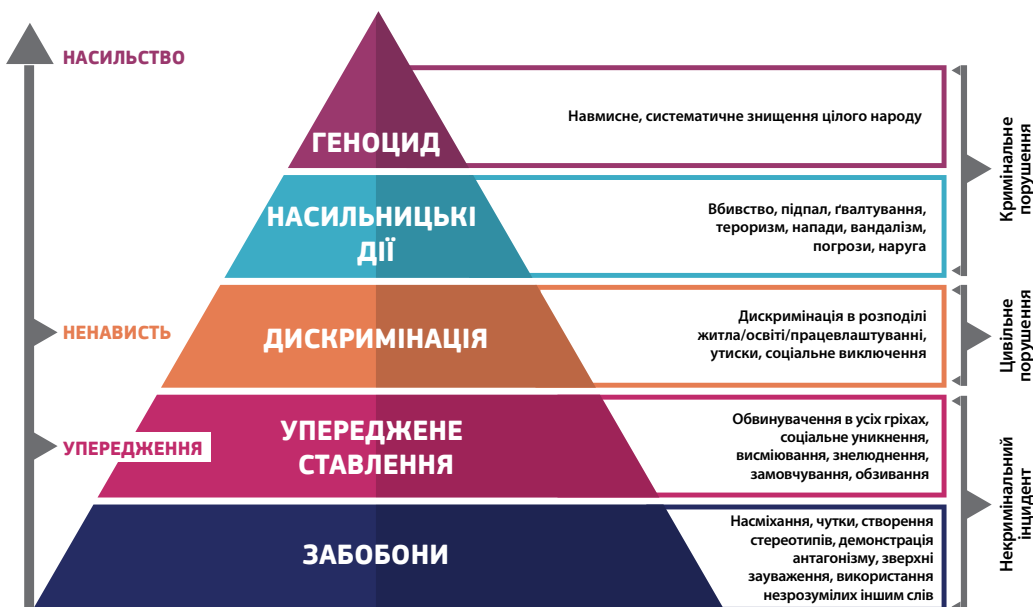 НАСИЛЬСТВО
ГЕНОЦИД
Навмисне, систематичне знищення цілого народу
Кримінальне
порушення
НАСИЛЬНИЦЬКІ
ДІЇ
Вбивство, підпал, ґвалтування,
тероризм, напади, вандалізм,
погрози, наруга
НЕНАВИСТЬ
ДИСКРИМІНАЦІЯ
Дискримінація в розподілі
житла/освіті/працевлаштуванні,
утиски, соціальне виключення
Цивільне
порушення
УПЕРЕДЖЕННЯ
УПЕРЕДЖЕНЕ
СТАВЛЕННЯ
Обвинувачення в усіх гріхах,
соціальне уникнення,
висміювання, знелюднення,
замовчування, обзивання
Некримінальний
інцидент
ЗАБОБОНИ
Насміхання, чутки, створення
стереотипів, демонстрація
антагонізму, зверхні
зауваження, використання
незрозумілих іншим слів